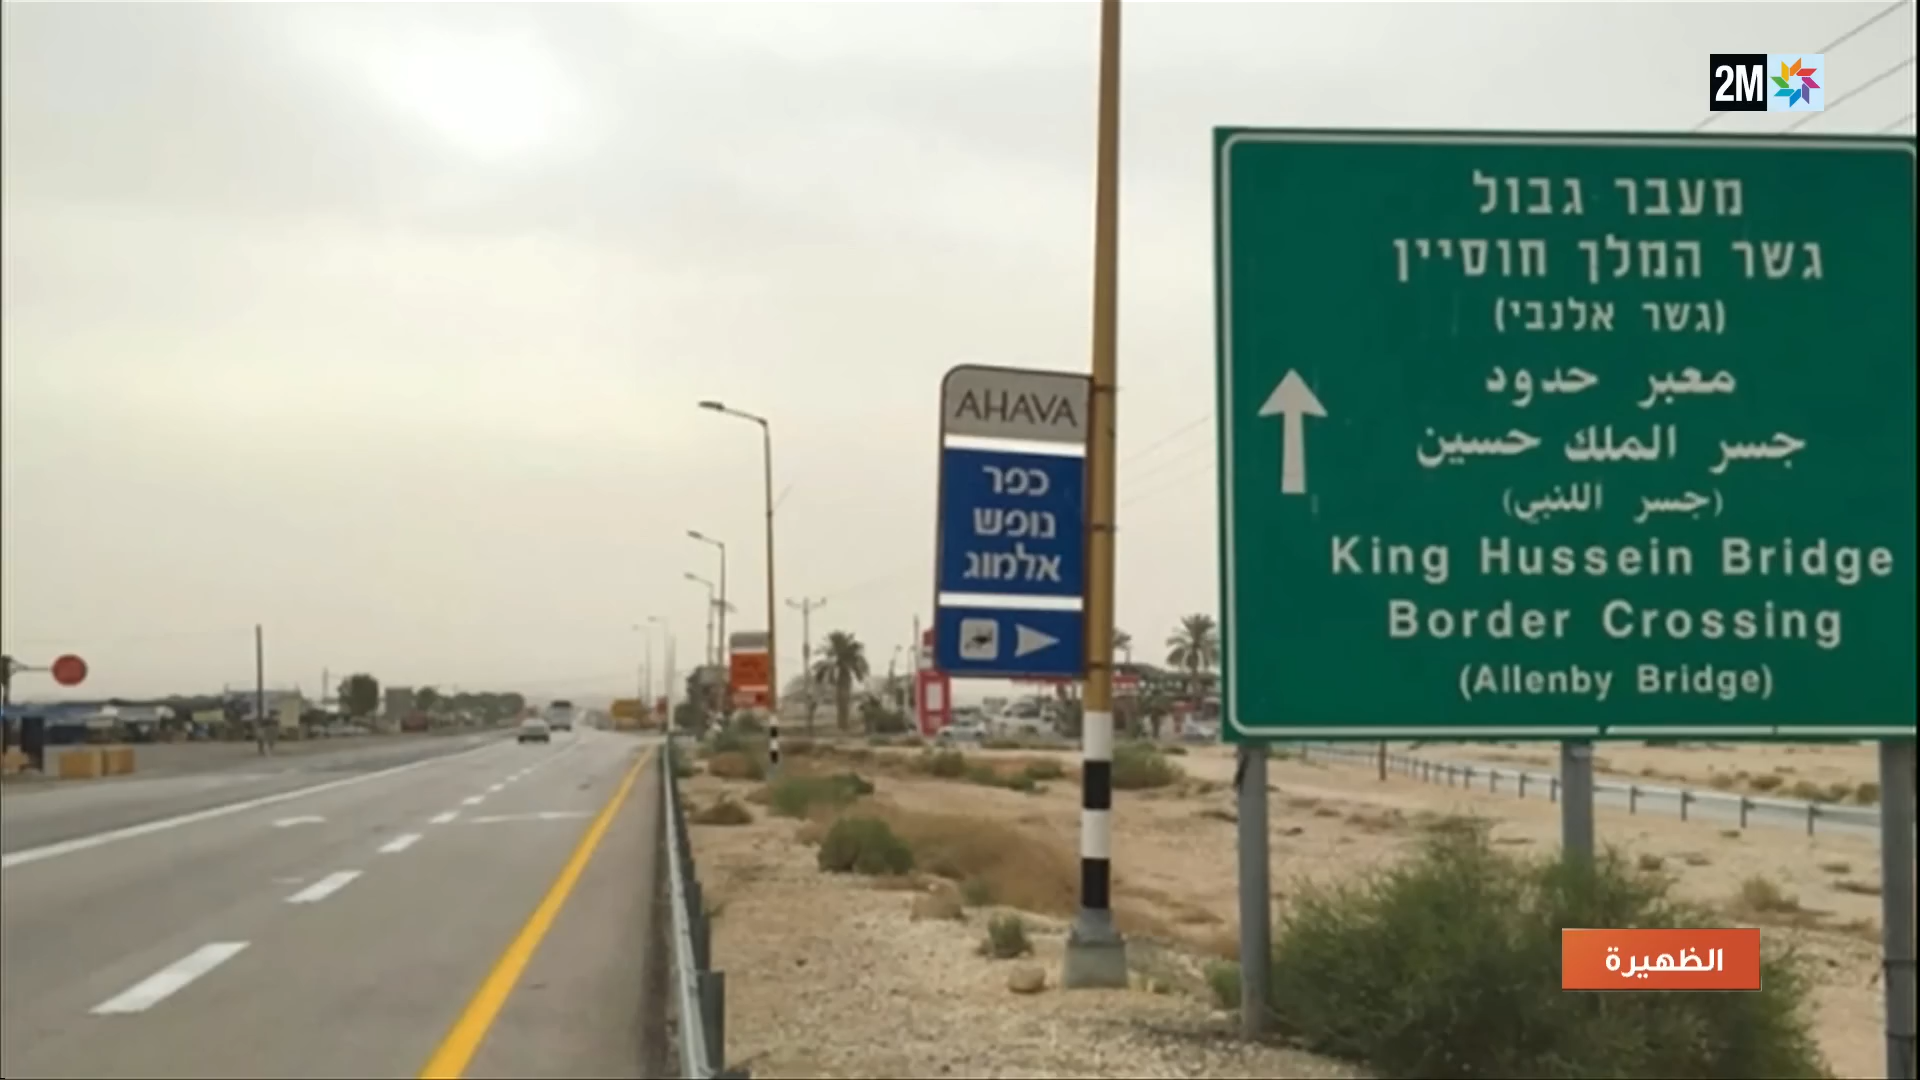 2M
מעבר גבול
גשר המלך חוסיין
(גשר אלנבי)
معبر حدود
جسر الملك حسين
(جسر اللنبي)
King Hussein Bridge
Border Crossing
(Allenby Bridge)
AHAVA
כפר
נופש
אלמוג
الظهيرة